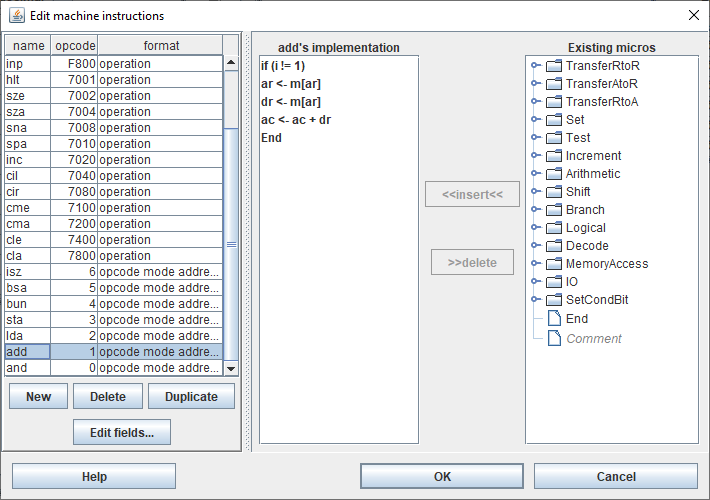 Edit machine instructions
name opcode format
inp F800 operation
hlt 7001 operation
sze 7002 operation
sza 7004 operation
sna 7008 operation
spa 7010 operation
inc 7020 operation
cil 7040 operation
cir 7080 operation
cme 7100 operation
cma 7200 operation
cle 7400 operation
cla 7800 operation
isz 6 opcode mode addre...
bsa 5 opcode mode addre...
bun 4 opcode mode addre...
sta 3 opcode mode addre...
lda 2 opcode mode addre...
add 1 opcode mode addre...
and 0 opcode mode addre...
New Delete Duplicate
Edit fields...
add's implementation
if (i != 1)
ar <- m[ar]
dr <- m[ar]
ac <- ac + dr
End
<<insert<<
>>delete
Existing micros
TransferRtoR
TransferAtoR
TransferRtoA
Set
Test
Increment
Arithmetic
Shift
Branch
Logical
Decode
MemoryAccess
IO
SetCondBit
End
Comment
Help OK Cancel